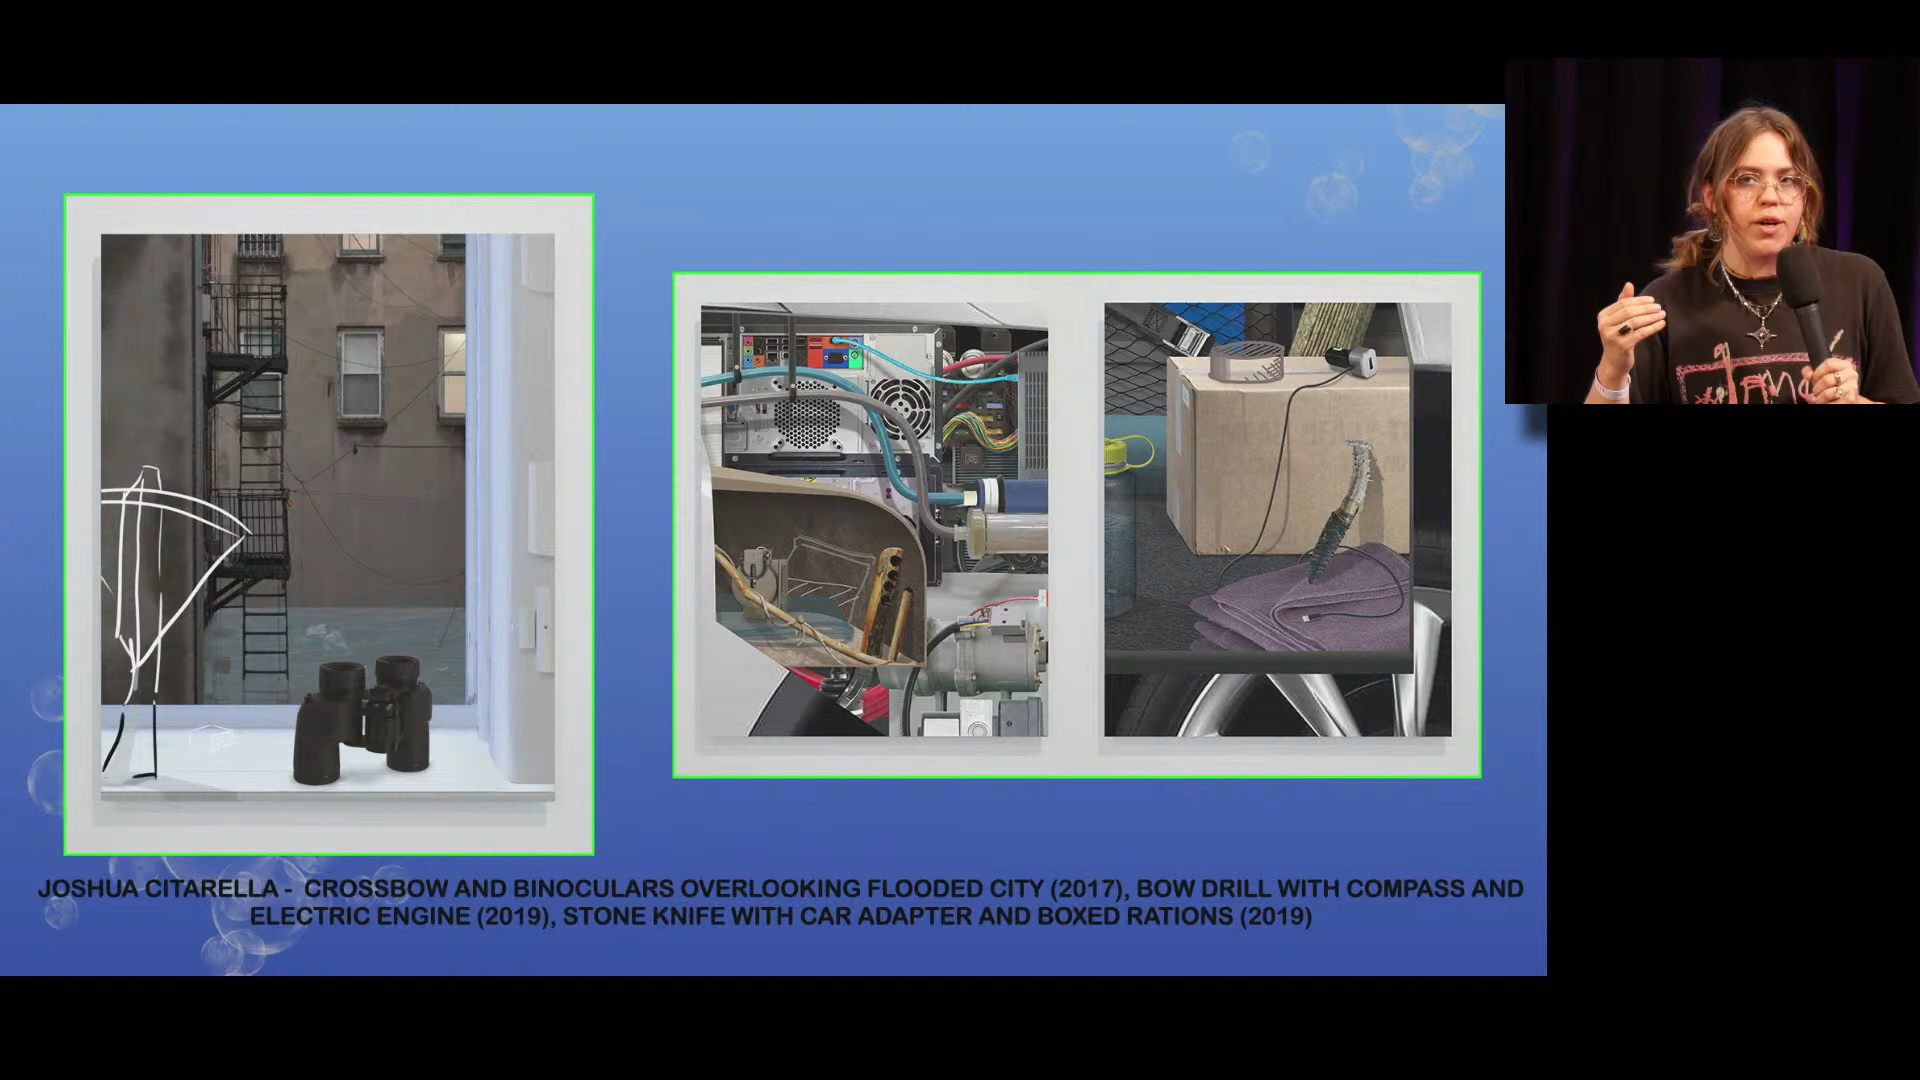 JOSHUA CITARELLA - CROSSBOW AND BINOCULARS OVERLOOKING FLOODED CITY (2017), BOW DRILL WITH COMPASS AND
ELECTRIC ENGINE (2019), STONE KNIFE WITH CAR ADAPTER AND BOXED RATIONS (2019)